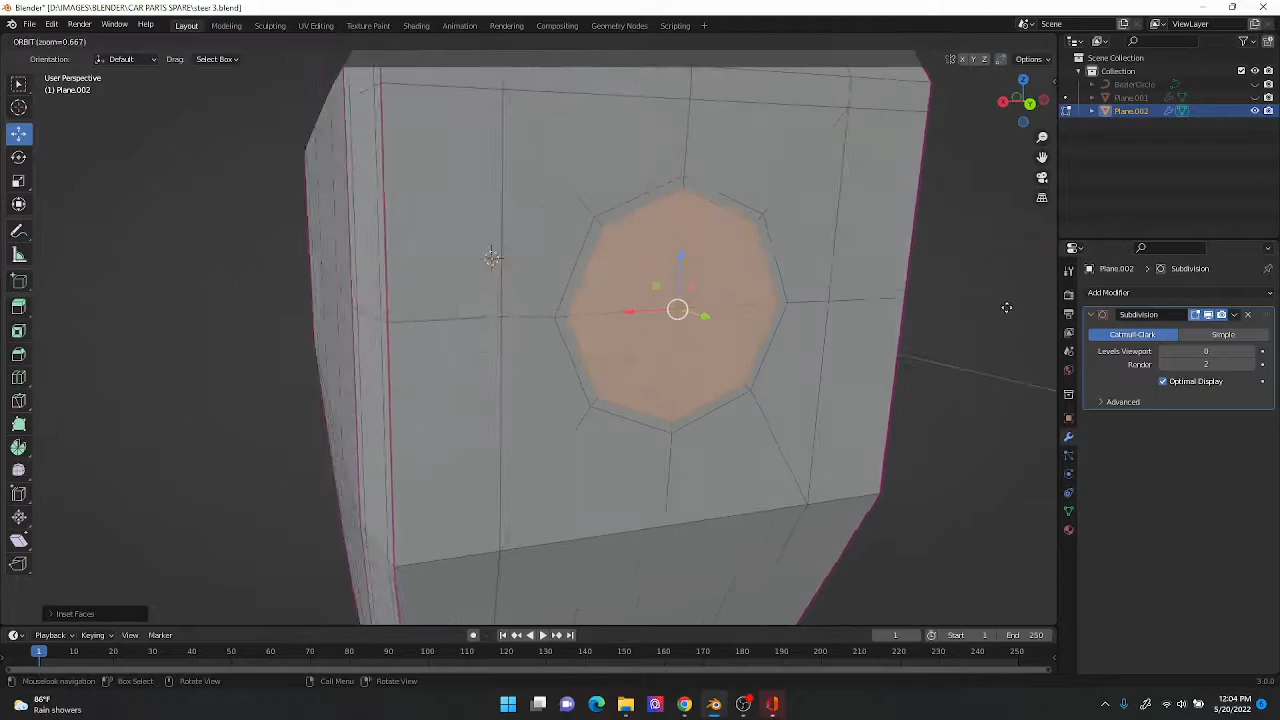 Blender* [D:\IMAGES\BLENDER\CAR PARTS SPARE\steer 3.blend]
File Edit Render Window Help Layout Modeling Sculpting UV Editing Texture Paint Shading Animation Rendering Compositing Geometry Nodes Scripting + Scene ViewLayer
ORBIT (zoom=0.667)
Orientation: Default Drag: Select Box X Y Z Options
User Perspective
(1) Plane.002
Scene Collection
Collection
BezierCircle
Plane.001
Plane.002
X Y Z
Plane.002 > Subdivision
Add Modifier
Subdivision
Catmull-Clark Simple
Levels Viewport 0
Render 2
Optimal Display
> Advanced
> Inset Faces
Playback Keying View Marker 1 Start 1 End 250
1 10 20 30 40 50 60 70 80 90 100 110 120 130 140 150 160 170 180 190 200 210 220 230 240 250
Mouselook navigation Box Select Rotate View Call Menu Rotate View 3.0.0
86°F
Rain showers
12:04 PM
5/20/2022